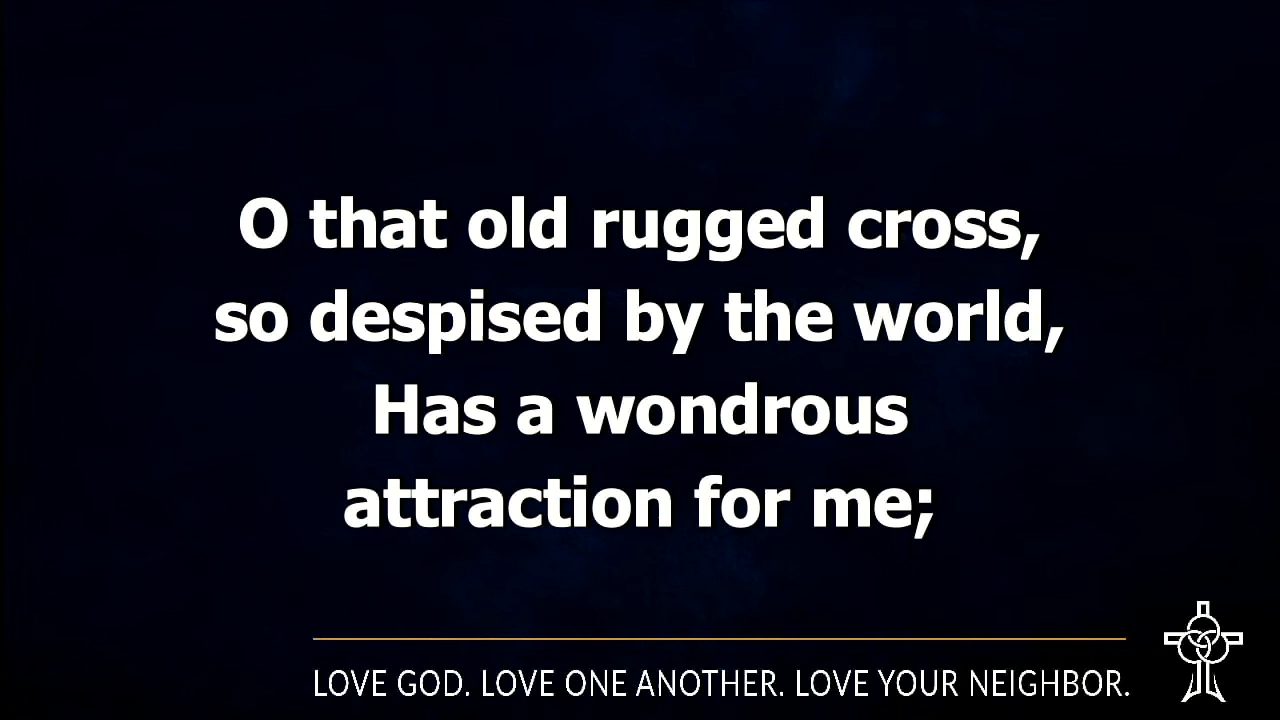 O that old rugged cross,
so despised by the world,
Has a wondrous
attraction for me;
LOVE GOD. LOVE ONE ANOTHER. LOVE YOUR NEIGHBOR.